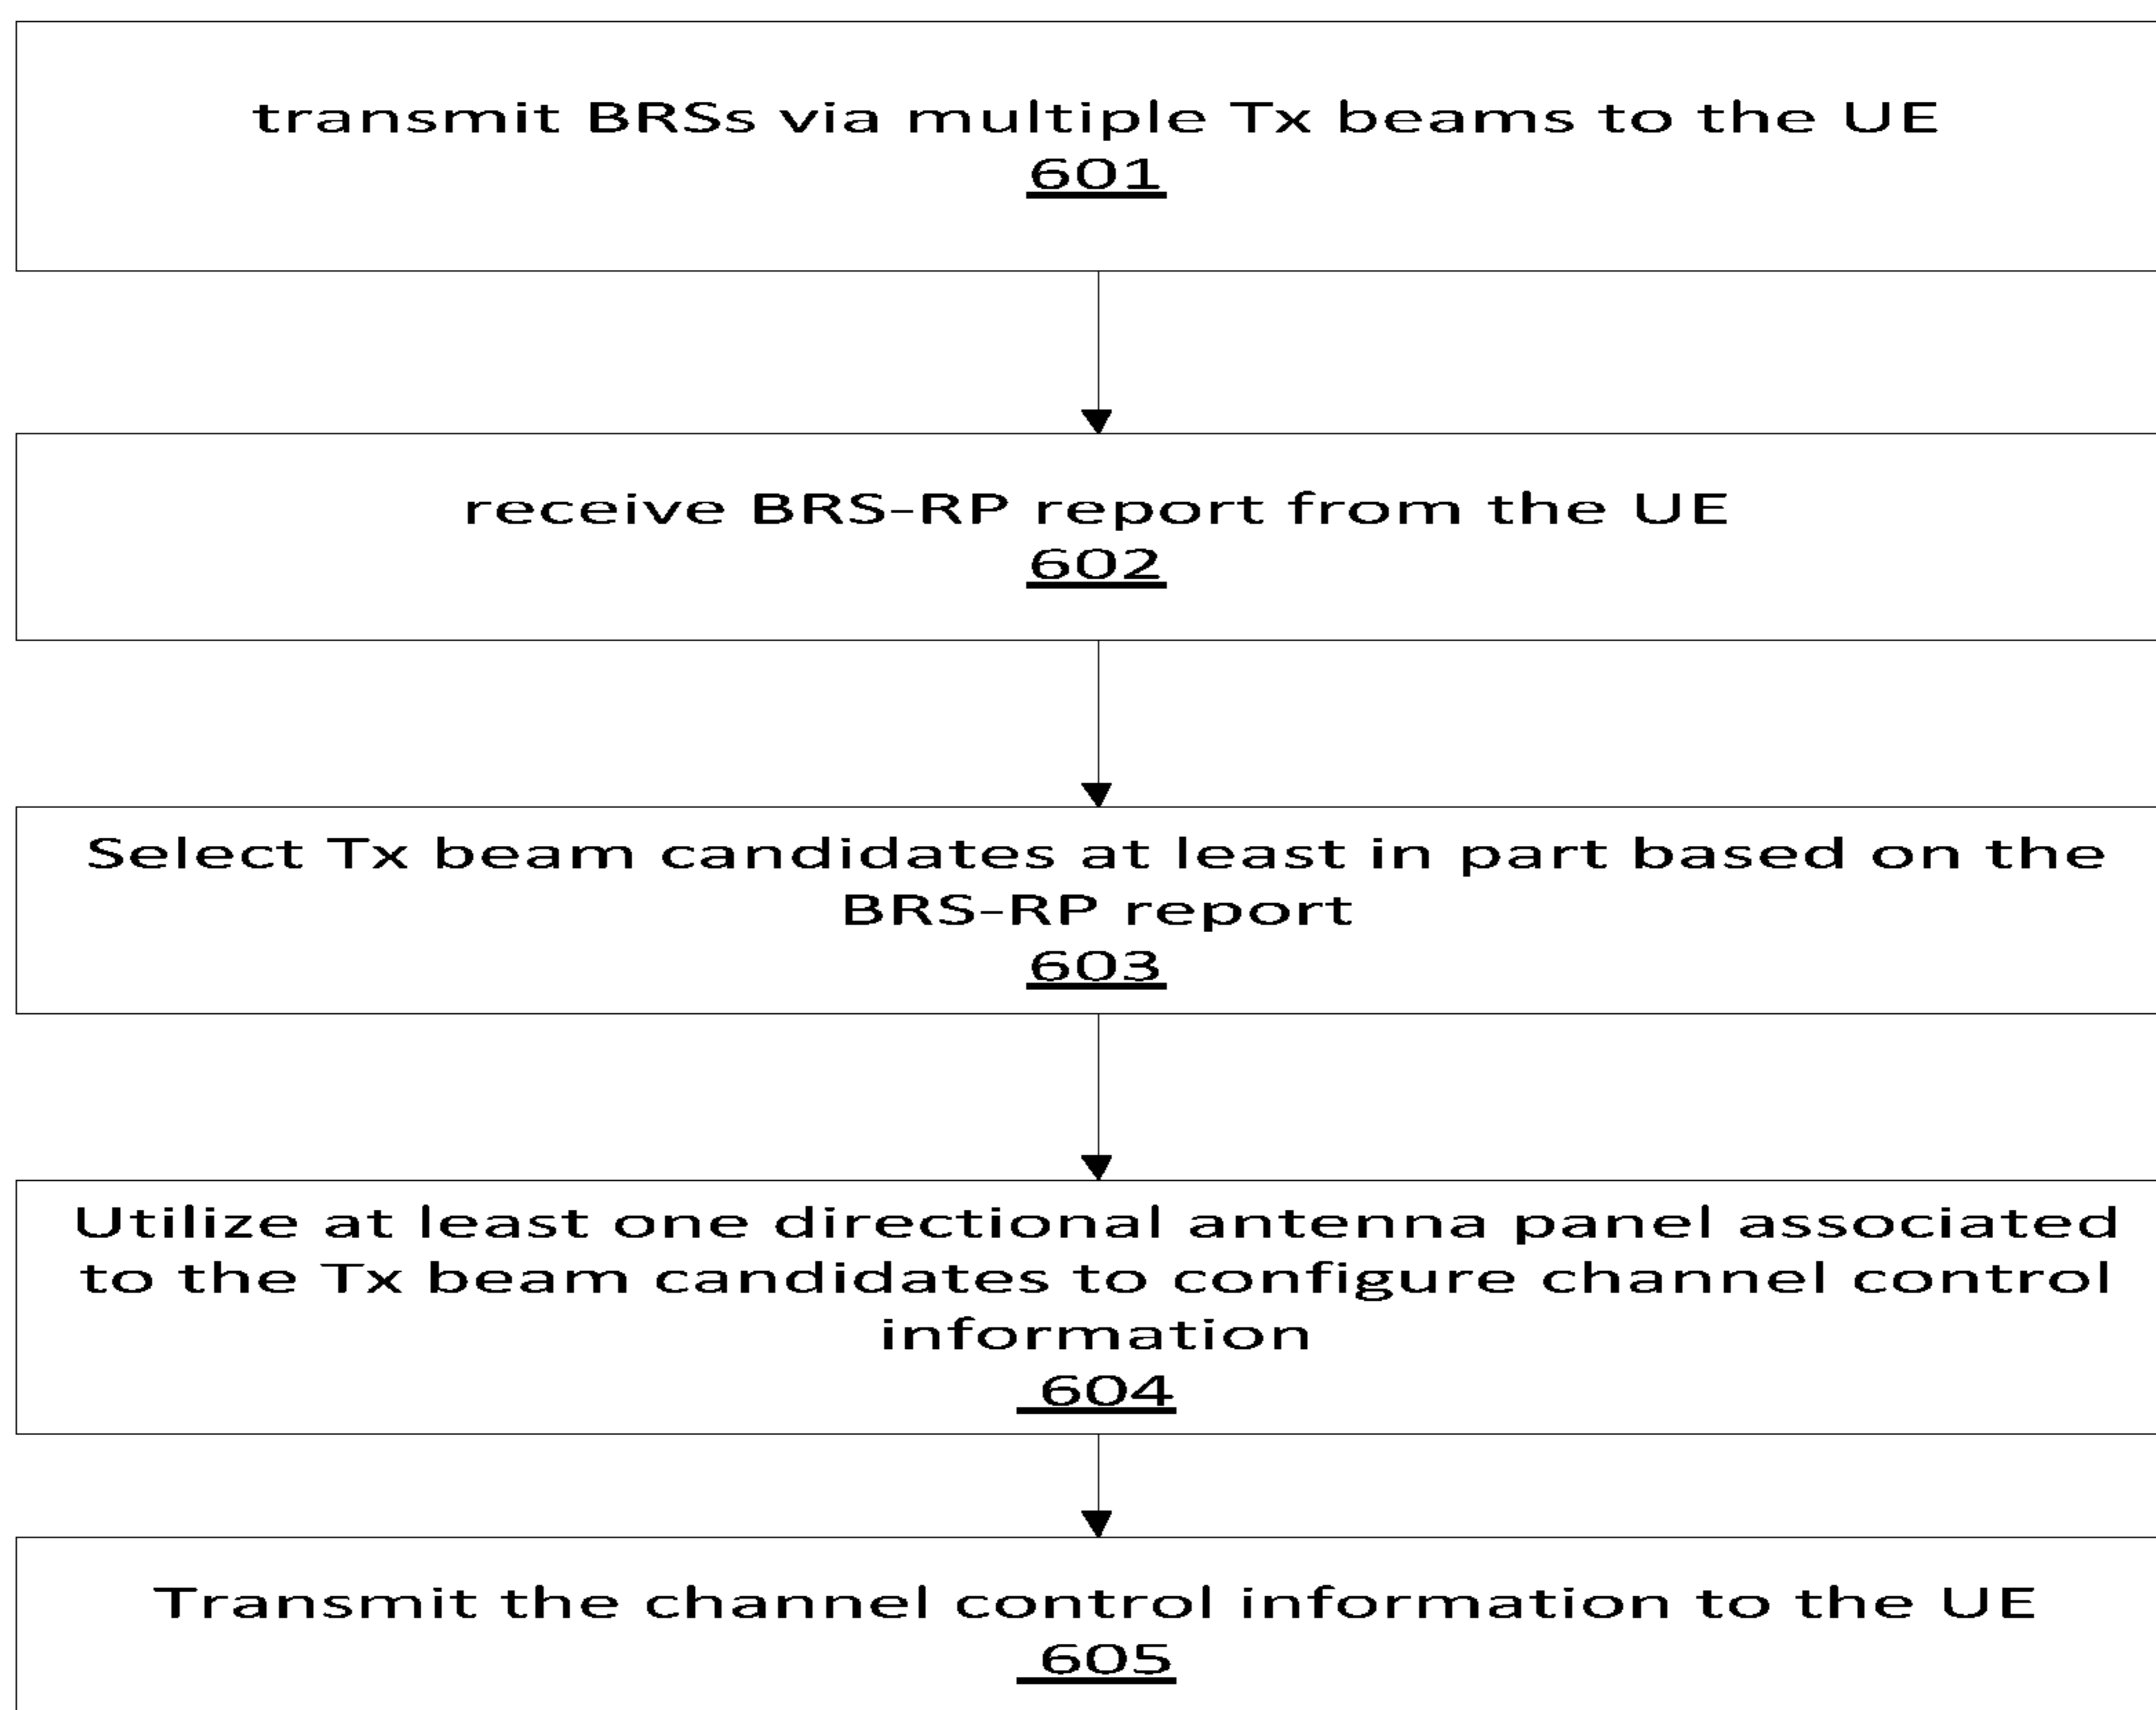 transmit BRSs via multiple Tx beams to the UE
601
receive BRS-RP report from the UE
602
Select Tx beam candidates at least in part based on the
BRS-RP report
603
Utilize at least one directional antenna panel associated
to the Tx beam candidates to configure channel control
information
604
Transmit the channel control information to the UE
605